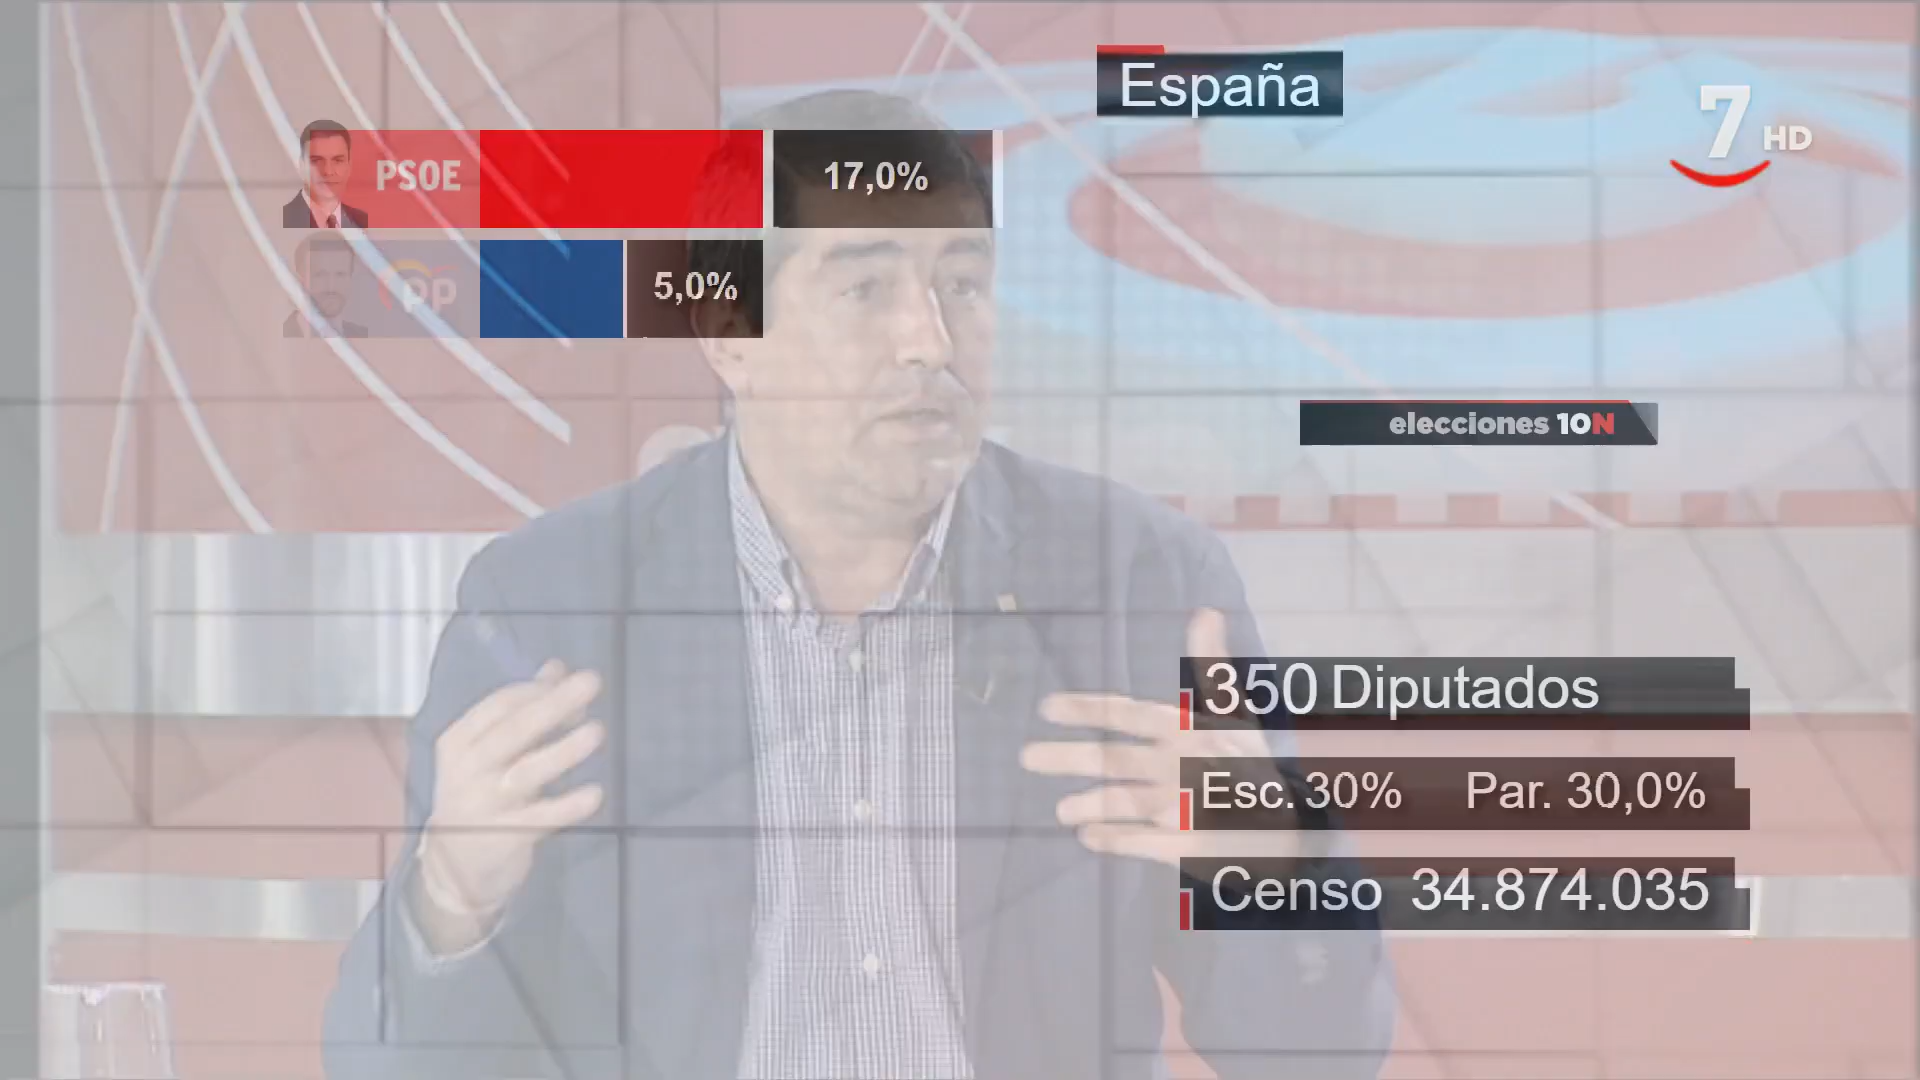 España
7 HD
PSOE 17,0%
pp 5,0%
elecciones 10N
350 Diputados
Esc. 30% Par. 30,0%
Censo 34.874.035